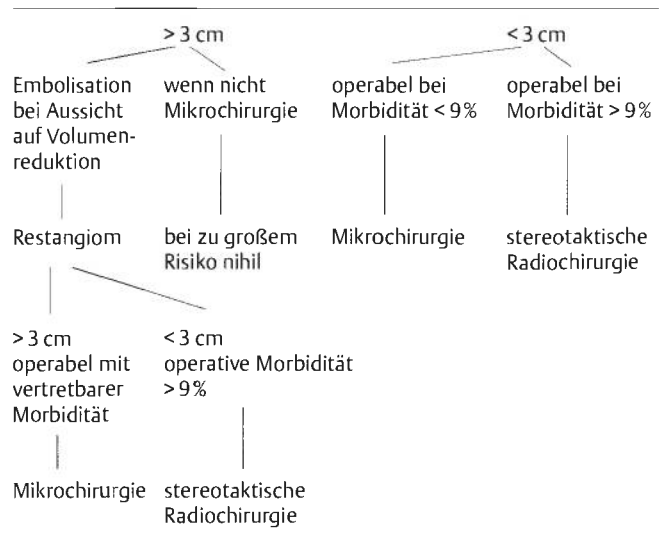 > 3 cm
< 3 cm
Embolisation
bei Aussicht
auf Volumen-
reduktion
wenn nicht
Mikrochirurgie
operabel bei
Morbidität < 9%
operabel bei
Morbidität > 9%
Restangiom
bei zu großem
Risiko nihil
Mikrochirurgie
stereotaktische
Radiochirurgie
> 3 cm
operabel mit
vertretbarer
Morbidität
< 3 cm
operative Morbidität
> 9%
Mikrochirurgie
stereotaktische
Radiochirurgie